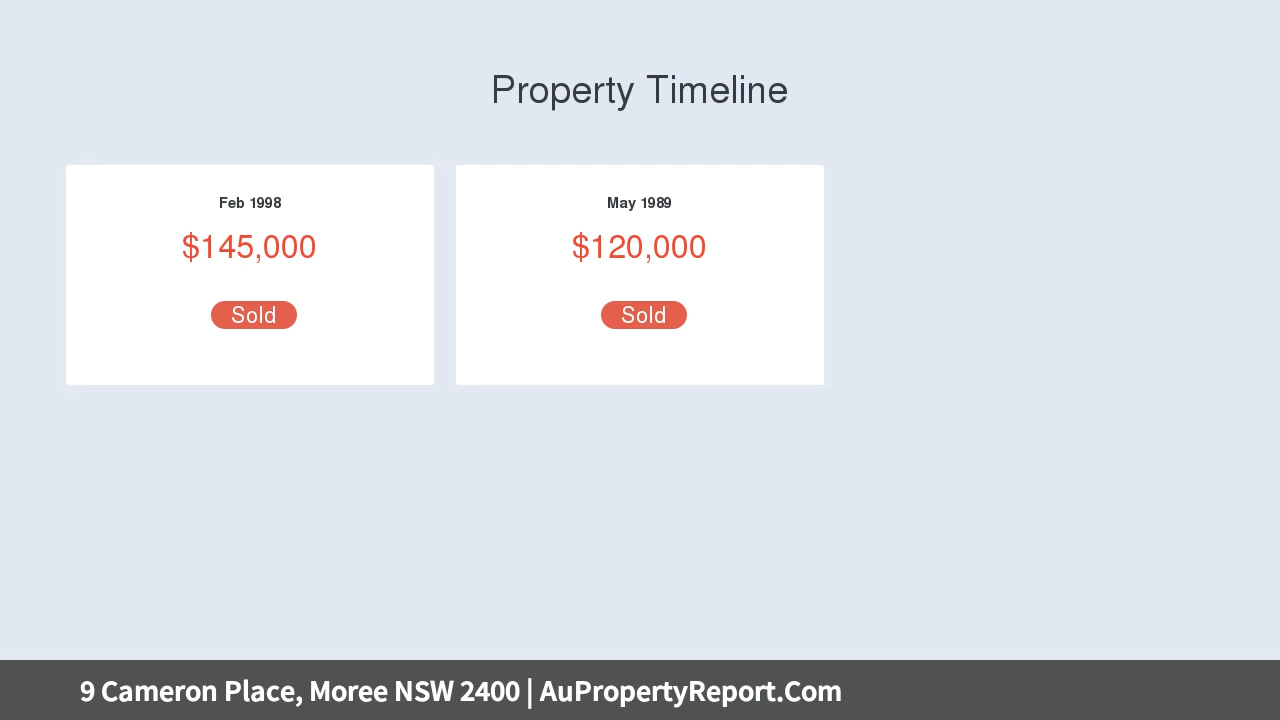 Property Timeline
Feb 1998
$145,000
Sold
May 1989
$120,000
Sold
9 Cameron Place, Moree NSW 2400 | AuPropertyReport.Com